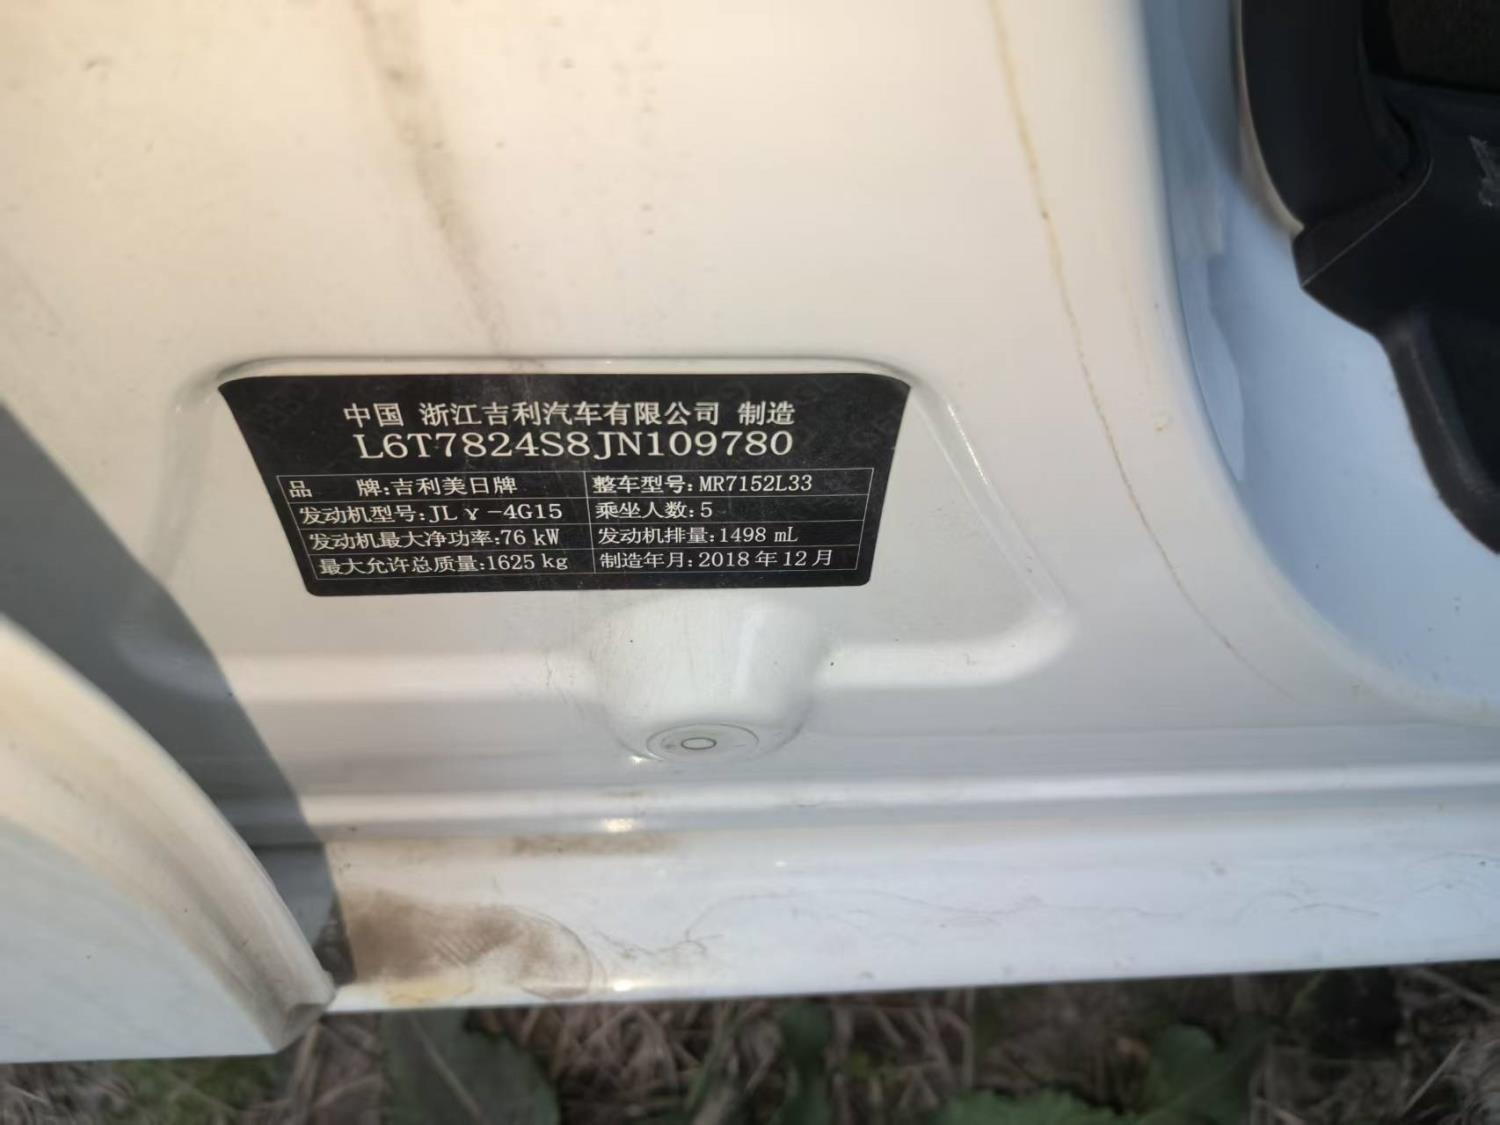 中国 浙江吉利汽车有限公司 制造
L6T7824S8JN109780
品 牌:吉利美日牌 整车型号:MR7152L33
发动机型号:JLγ-4G15 乘坐人数:5
发动机最大净功率:76 kW 发动机排量:1498 mL
最大允许总质量:1625 kg 制造年月:2018年12月